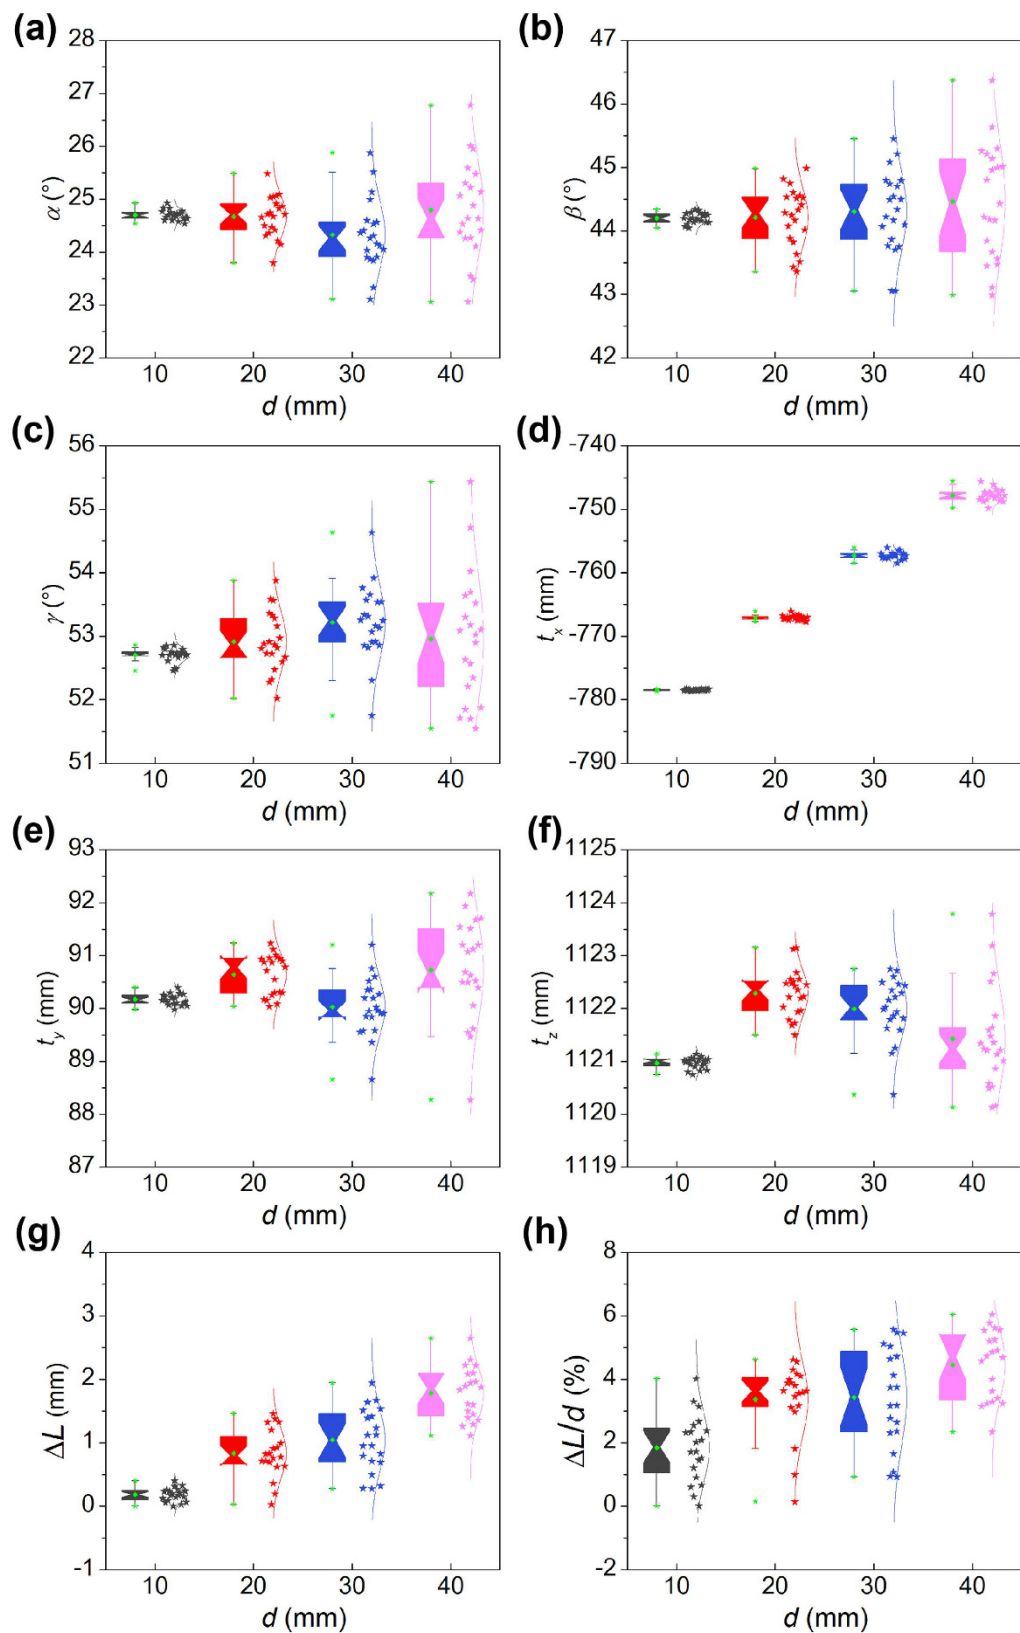 (a)
28
27
26
25
24
23
22
α (°)
10 20 30 40
d (mm)
(b)
47
46
45
44
43
42
β (°)
10 20 30 40
d (mm)
(c)
56
55
54
53
52
51
γ (°)
10 20 30 40
d (mm)
(d)
-740
-750
-760
-770
-780
-790
tₓ (mm)
10 20 30 40
d (mm)
(e)
93
92
91
90
89
88
87
t_y (mm)
10 20 30 40
d (mm)
(f)
1125
1124
1123
1122
1121
1120
1119
t_z (mm)
10 20 30 40
d (mm)
(g)
4
3
2
1
0
-1
ΔL (mm)
10 20 30 40
d (mm)
(h)
8
6
4
2
0
-2
ΔL/d (%)
10 20 30 40
d (mm)